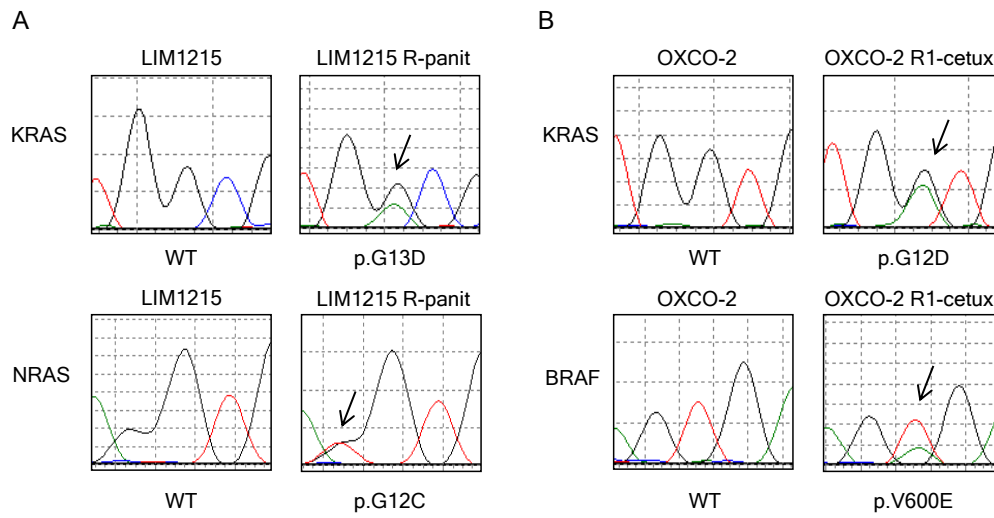 A
B
LIM1215
LIM1215 R-panit
OXCO-2
OXCO-2 R1-cetux
KRAS
KRAS
WT
p.G13D
WT
p.G12D
LIM1215
LIM1215 R-panit
OXCO-2
OXCO-2 R1-cetux
NRAS
BRAF
WT
p.G12C
WT
p.V600E